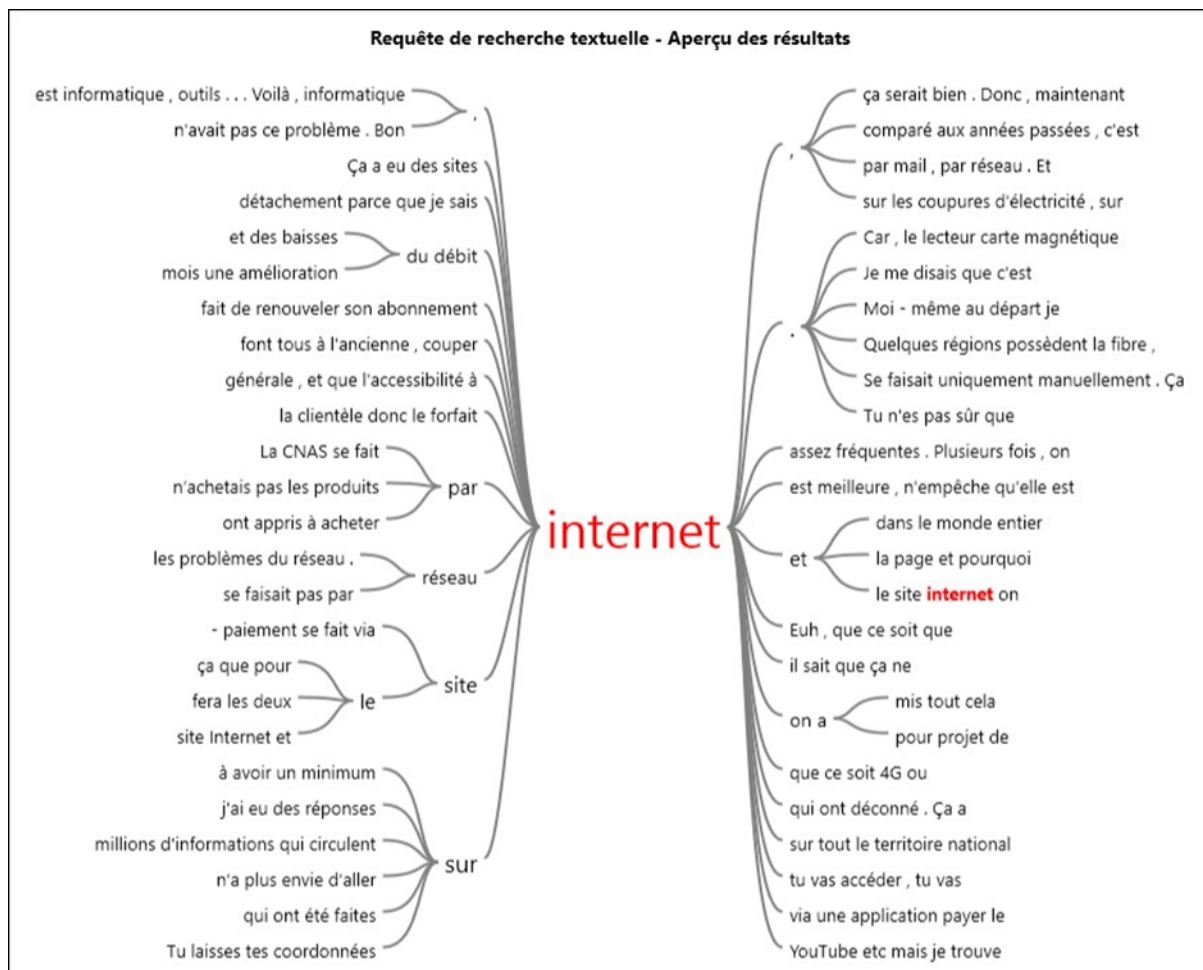 Requête de recherche textuelle - Aperçu des résultats
est informatique , outils . . . Voilà , informatique
n'avait pas ce problème . Bon
,
Ça a eu des sites
détachement parce que je sais
et des baisses
mois une amélioration
du débit
fait de renouveler son abonnement
font tous à l'ancienne , couper
générale , et que l'accessibilité à
la clientèle donc le forfait
La CNAS se fait
n'achetais pas les produits
ont appris à acheter
par
les problèmes du réseau .
se faisait pas par
réseau
- paiement se fait via
ça que pour
fera les deux
site Internet et
le
site
à avoir un minimum
j'ai eu des réponses
millions d'informations qui circulent
n'a plus envie d'aller
qui ont été faites
Tu laisses tes coordonnées
sur
internet
,
ça serait bien . Donc , maintenant
comparé aux années passées , c'est
par mail , par réseau . Et
sur les coupures d'électricité , sur
.
Car , le lecteur carte magnétique
Je me disais que c'est
Moi - même au départ je
Quelques régions possèdent la fibre ,
Se faisait uniquement manuellement . Ça
Tu n'es pas sûr que
assez fréquentes . Plusieurs fois , on
est meilleure , n'empêche qu'elle est
et
dans le monde entier
la page et pourquoi
le site internet on
Euh , que ce soit que
il sait que ça ne
on a
mis tout cela
pour projet de
que ce soit 4G ou
qui ont déconné . Ça a
sur tout le territoire national
tu vas accéder , tu vas
via une application payer le
YouTube etc mais je trouve